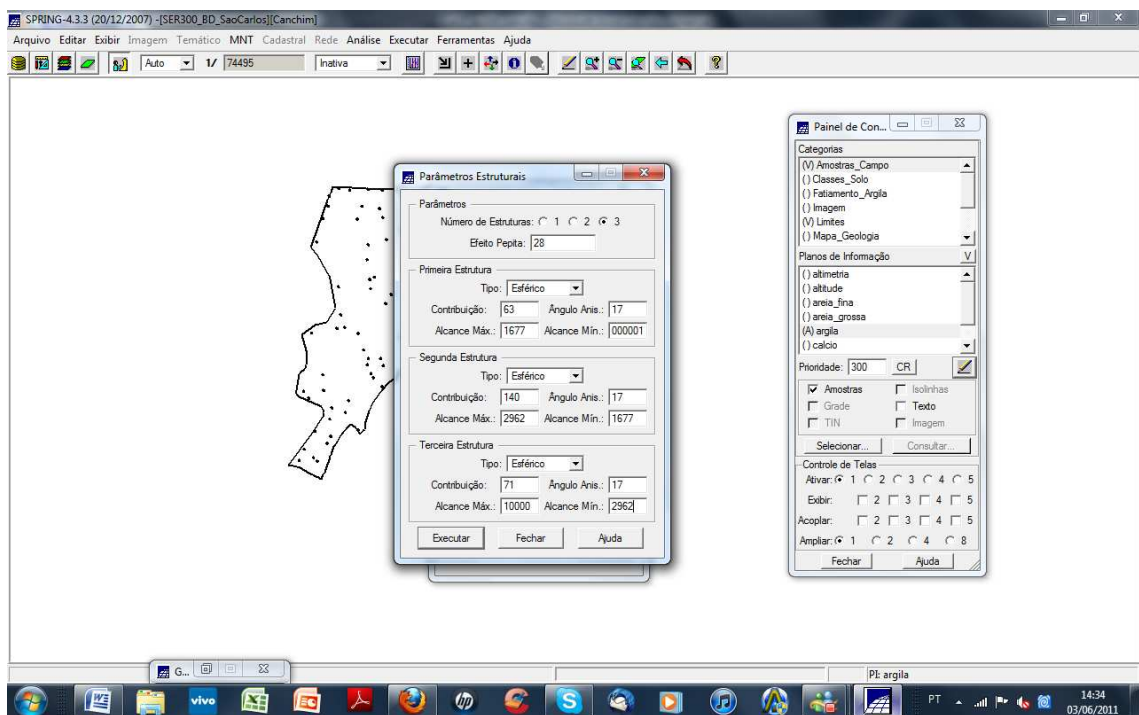 SPRING-4.3.3 (20/12/2007) -[SER300_BD_SaoCarlos][Canchim]
Arquivo Editar Exibir Imagem Temático MNT Cadastral Rede Análise Executar Ferramentas Ajuda
Auto 1/ 74495 Inativa
Parâmetros Estruturais
Parâmetros
Número de Estruturas: 1 2 3
Efeito Pepita: 28
Primeira Estrutura
Tipo: Esférico
Contribuição: 63 Ângulo Anis.: 17
Alcance Máx.: 1677 Alcance Mín.: 000001
Segunda Estrutura
Tipo: Esférico
Contribuição: 140 Ângulo Anis.: 17
Alcance Máx.: 2962 Alcance Mín.: 1677
Terceira Estrutura
Tipo: Esférico
Contribuição: 71 Ângulo Anis.: 17
Alcance Máx.: 10000 Alcance Mín.: 2962
Executar Fechar Ajuda
Painel de Con...
Categorias
(V) Amostras_Campo
( ) Classes_Solo
( ) Fatiamento_Argila
( ) Imagem
(V) Limites
( ) Mapa_Geologia
Planos de Informação V
( ) altimetria
( ) altitude
( ) areia_fina
( ) areia_grossa
(A) argila
( ) calcio
Prioridade: 300 CR
Amostras Isolinhas
Grade Texto
TIN Imagem
Selecionar... Consultar...
Controle de Telas
Ativar: 1 2 3 4 5
Exibir: 2 3 4 5
Acoplar: 2 3 4 5
Ampliar: 1 2 4 8
Fechar Ajuda
G...
PI: argila
vivo
hp
PT
14:34
03/06/2011